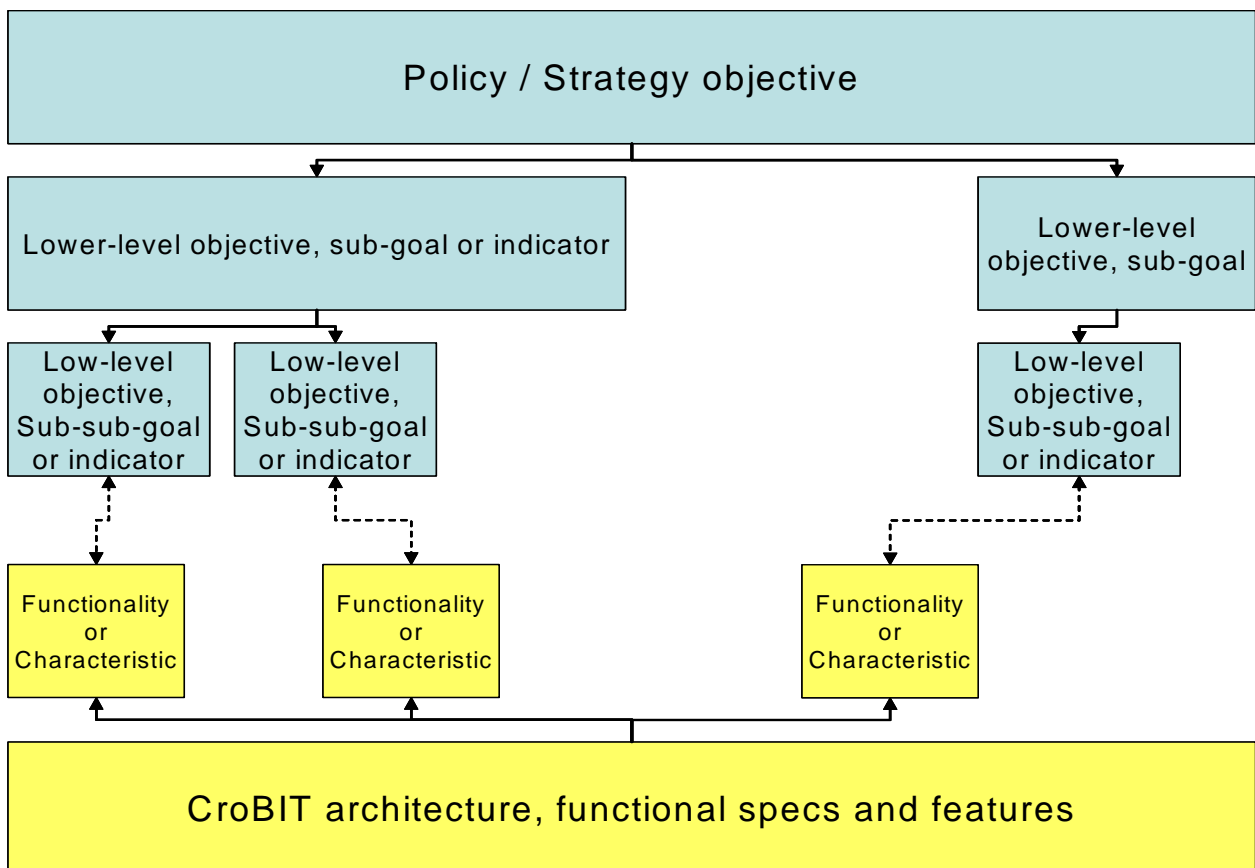 Policy / Strategy objective
Lower-level objective, sub-goal or indicator
Lower-level
objective, sub-goal
Low-level
objective,
Sub-sub-goal
or indicator
Low-level
objective,
Sub-sub-goal
or indicator
Low-level
objective,
Sub-sub-goal
or indicator
Functionality
or
Characteristic
Functionality
or
Characteristic
Functionality
or
Characteristic
CroBIT architecture, functional specs and features